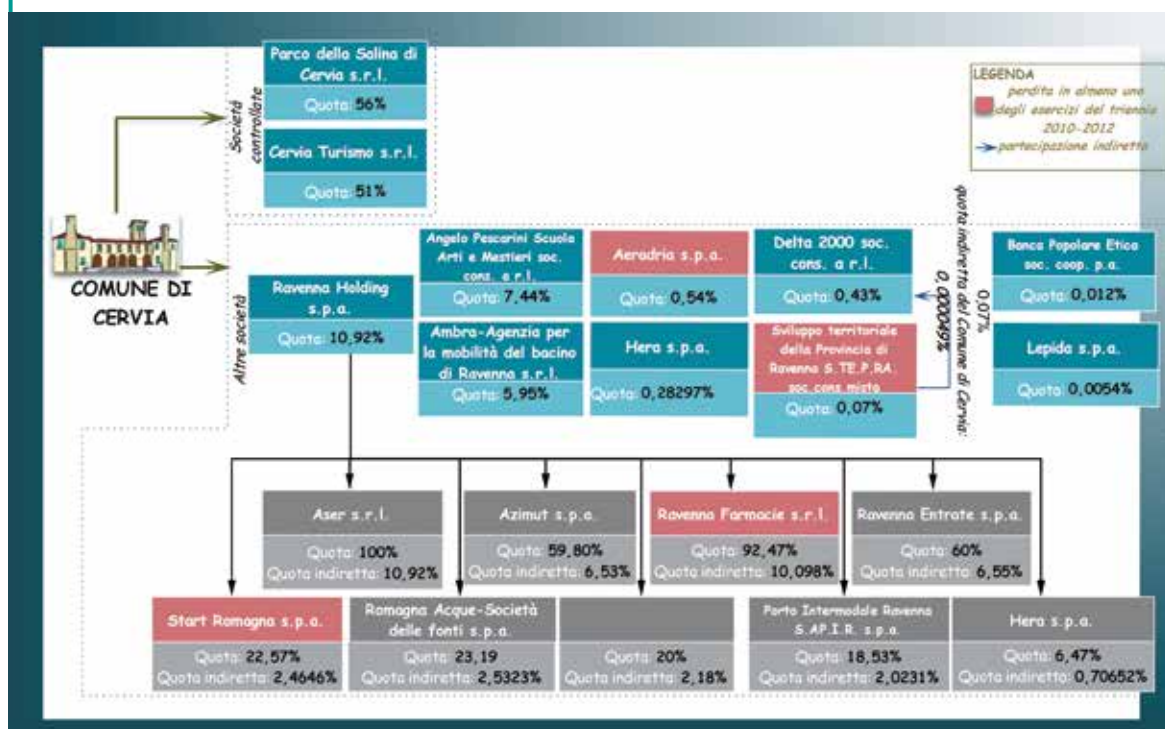 Parco della Salina di
Cervia s.r.l.
Quota: 56%
Cervia Turismo s.r.l.
Quota: 51%
Società
controllate
LEGENDA
perdita in almeno uno
degli esercizi del triennio
2010-2012
partecipazione indiretta
COMUNE DI
CERVIA
Altre società
Ravenna Holding
s.p.a.
Quota: 10,92%
Angelo Pescarini Scuola
Arti e Mestieri soc.
cons. a r.l.
Quota: 7,44%
Aeradria s.p.a.
Quota: 0,54%
Delta 2000 soc.
cons. a r.l.
Quota: 0,43%
Banca Popolare Etica
soc. coop. p.a.
Quota: 0,012%
Ambra-Agenzia per
la mobilità del bacino
di Ravenna s.r.l.
Quota: 5,95%
Hera s.p.a.
Quota: 0,28297%
Sviluppo territoriale
della Provincia di
Ravenna S.TE.P.RA.
soc.cons.mista
Quota: 0,07%
Lepida s.p.a.
Quota: 0,0054%
0,07%
quota indiretta del Comune di Cervia:
0,000049%
Aser s.r.l.
Quota: 100%
Quota indiretta: 10,92%
Azimut s.p.a.
Quota: 59,80%
Quota indiretta: 6,53%
Ravenna Farmacie s.r.l.
Quota: 92,47%
Quota indiretta: 10,098%
Ravenna Entrate s.p.a.
Quota: 60%
Quota indiretta: 6,55%
Start Romagna s.p.a.
Quota: 22,57%
Quota indiretta: 2,4646%
Romagna Acque-Società
delle fonti s.p.a.
Quota: 23,19
Quota indiretta: 2,5323%
Quota: 20%
Quota indiretta: 2,18%
Porto Intermodale Ravenna
S.AP.I.R. s.p.a.
Quota: 18,53%
Quota indiretta: 2,0231%
Hera s.p.a.
Quota: 6,47%
Quota indiretta: 0,70652%